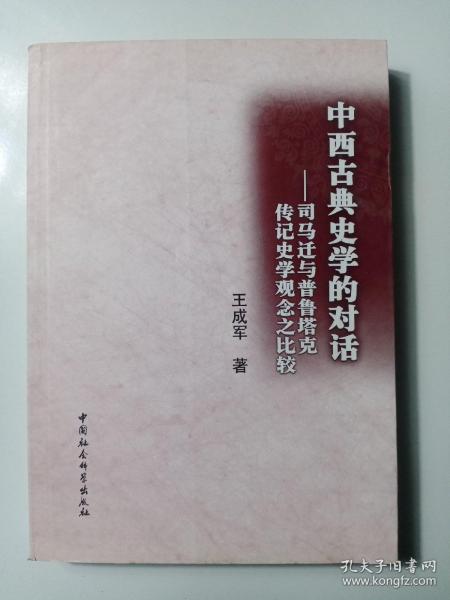 中西古典史学的对话
——司马迁与普鲁塔克
传记史学观念之比较
王成军 著
中国社会科学出版社
孔夫子旧书网
www.kongfz.com